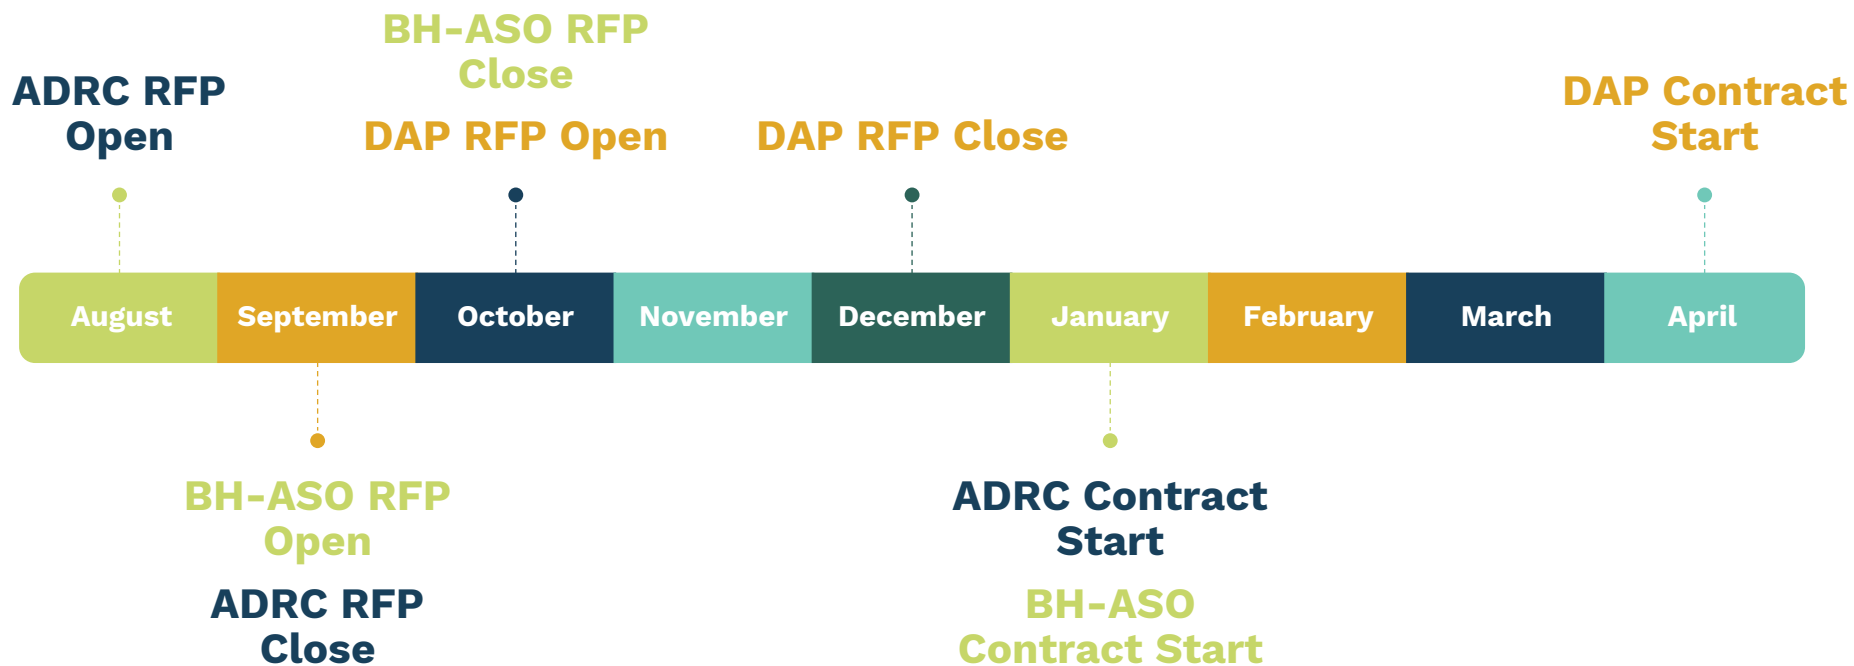 BH-ASO RFP
Close
ADRC RFP
Open
DAP RFP Open
DAP RFP Close
DAP Contract
Start
August
September
October
November
December
January
February
March
April
BH-ASO RFP
Open
ADRC RFP
Close
ADRC Contract
Start
BH-ASO
Contract Start